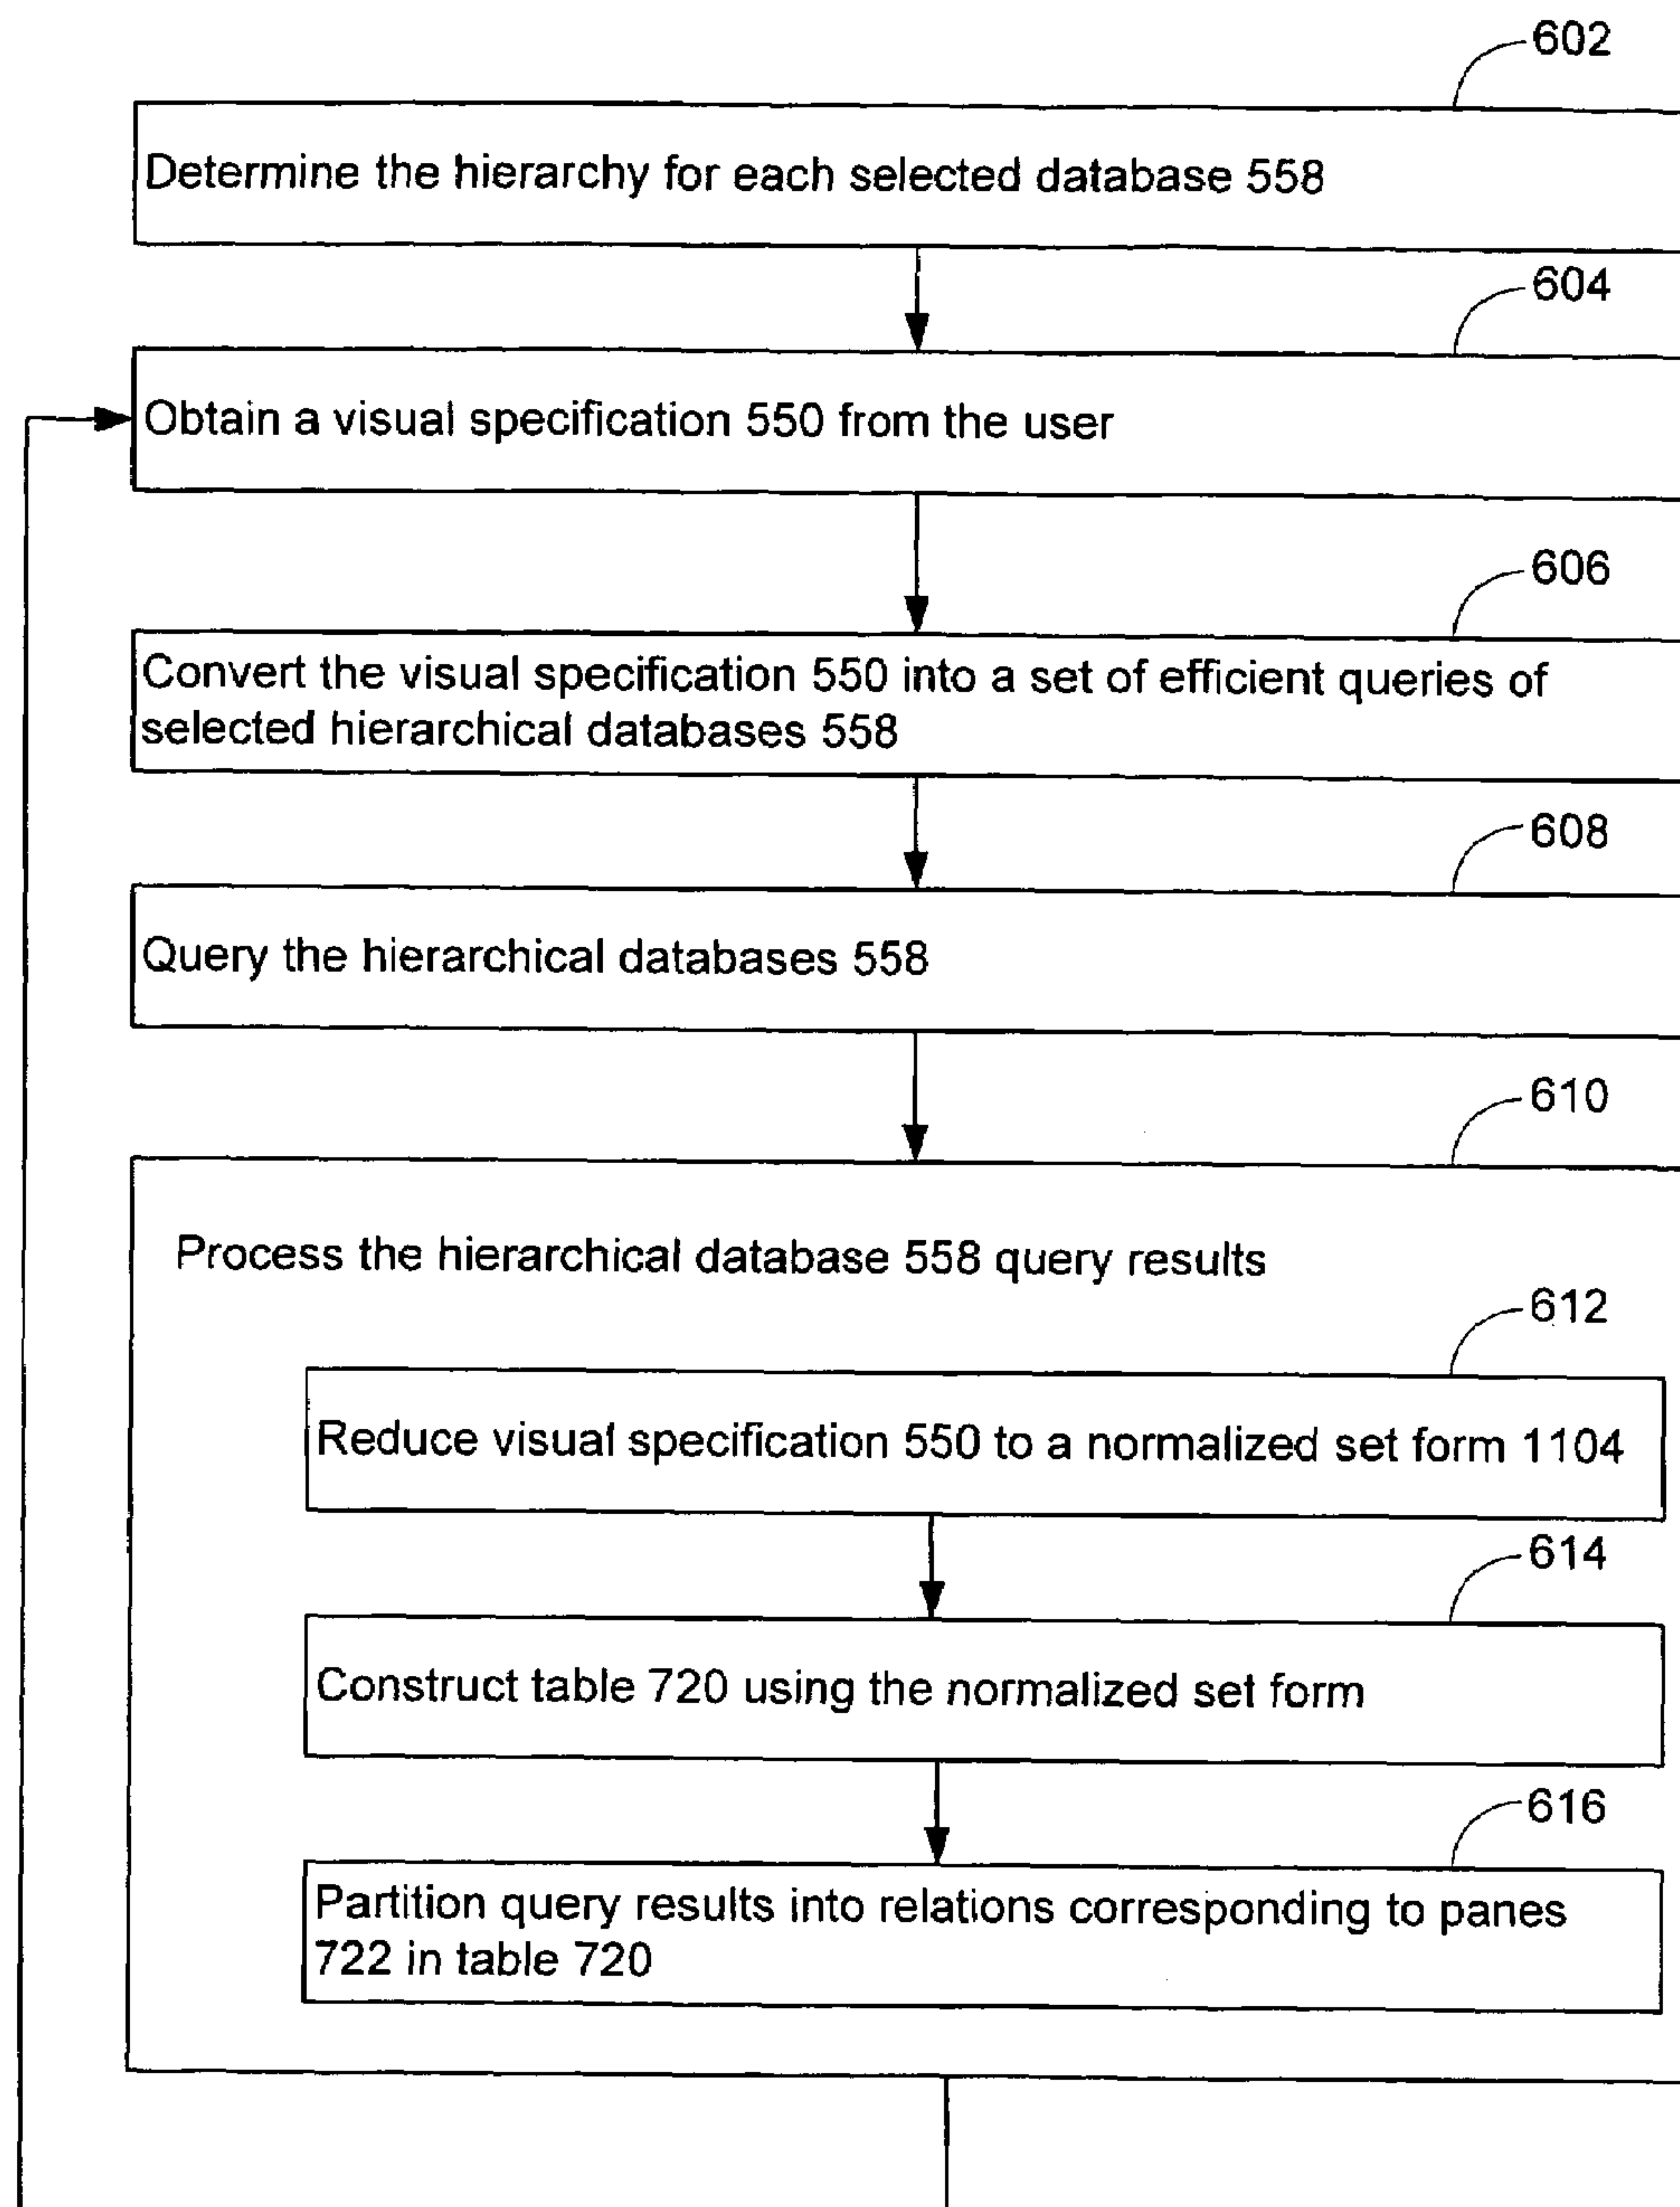 602
Determine the hierarchy for each selected database 558
604
Obtain a visual specification 550 from the user
606
Convert the visual specification 550 into a set of efficient queries of
selected hierarchical databases 558
608
Query the hierarchical databases 558
610
Process the hierarchical database 558 query results
612
Reduce visual specification 550 to a normalized set form 1104
614
Construct table 720 using the normalized set form
616
Partition query results into relations corresponding to panes
722 in table 720